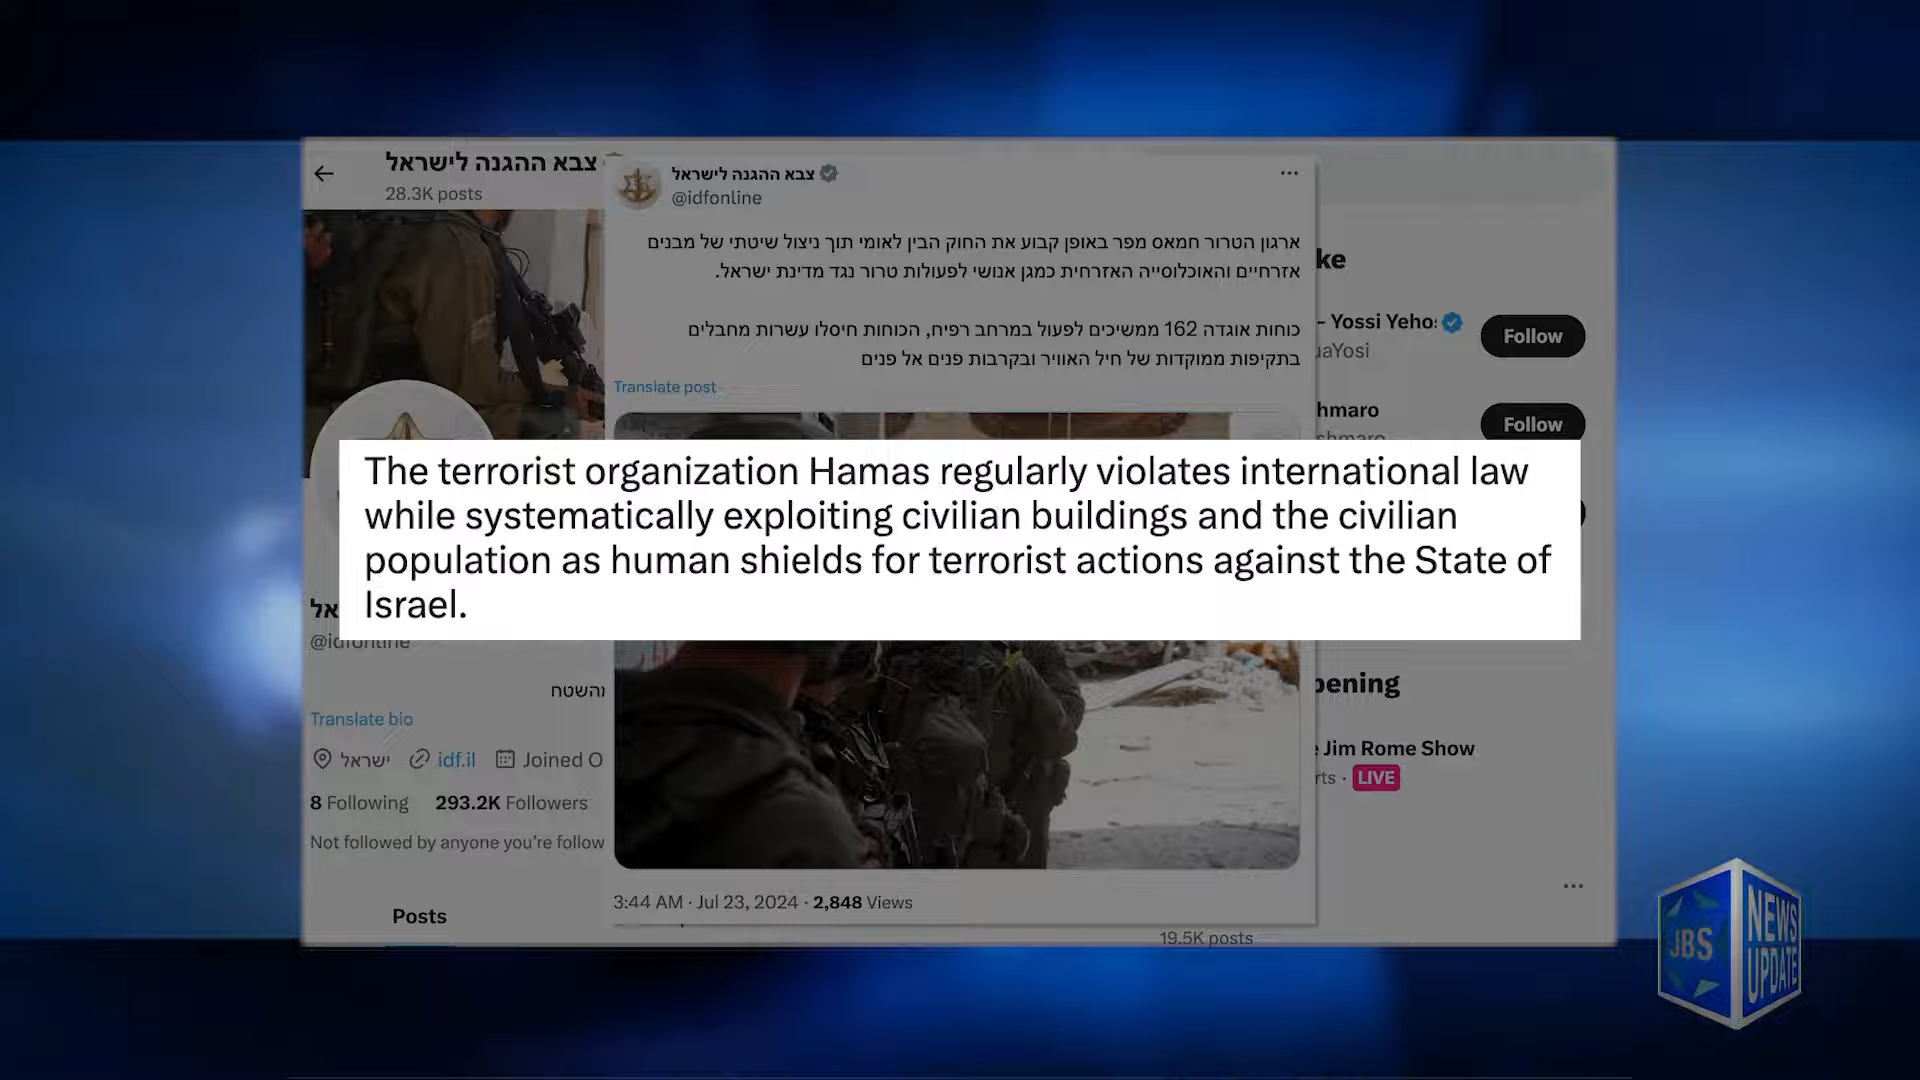 צבא ההגנה לישראל
28.3K posts
צבא ההגנה לישראל
@idfonline
ארגון הטרור חמאס מפר באופן קבוע את החוק הבין לאומי תוך ניצול שיטתי של מבנים
אזרחיים והאוכלוסייה האזרחית כמגן אנושי לפעולות טרור נגד מדינת ישראל.
כוחות אוגדה 162 ממשיכים לפעול במרחב רפיח, הכוחות חיסלו עשרות מחבלים
בתקיפות ממוקדות של חיל האוויר ובקרבות פנים אל פנים
Translate post
The terrorist organization Hamas regularly violates international law
while systematically exploiting civilian buildings and the civilian
population as human shields for terrorist actions against the State of
Israel.
3:44 AM · Jul 23, 2024 · 2,848 Views
@idfonline
מהשטח
Translate bio
ישראל idf.il Joined O
8 Following 293.2K Followers
Not followed by anyone you're follow
Posts
ke
- Yossi Yeho
uaYosi
Follow
hmaro
shmaro
Follow
pening
Jim Rome Show
rts · LIVE
19.5K posts
JBS
NEWS
UPDATE